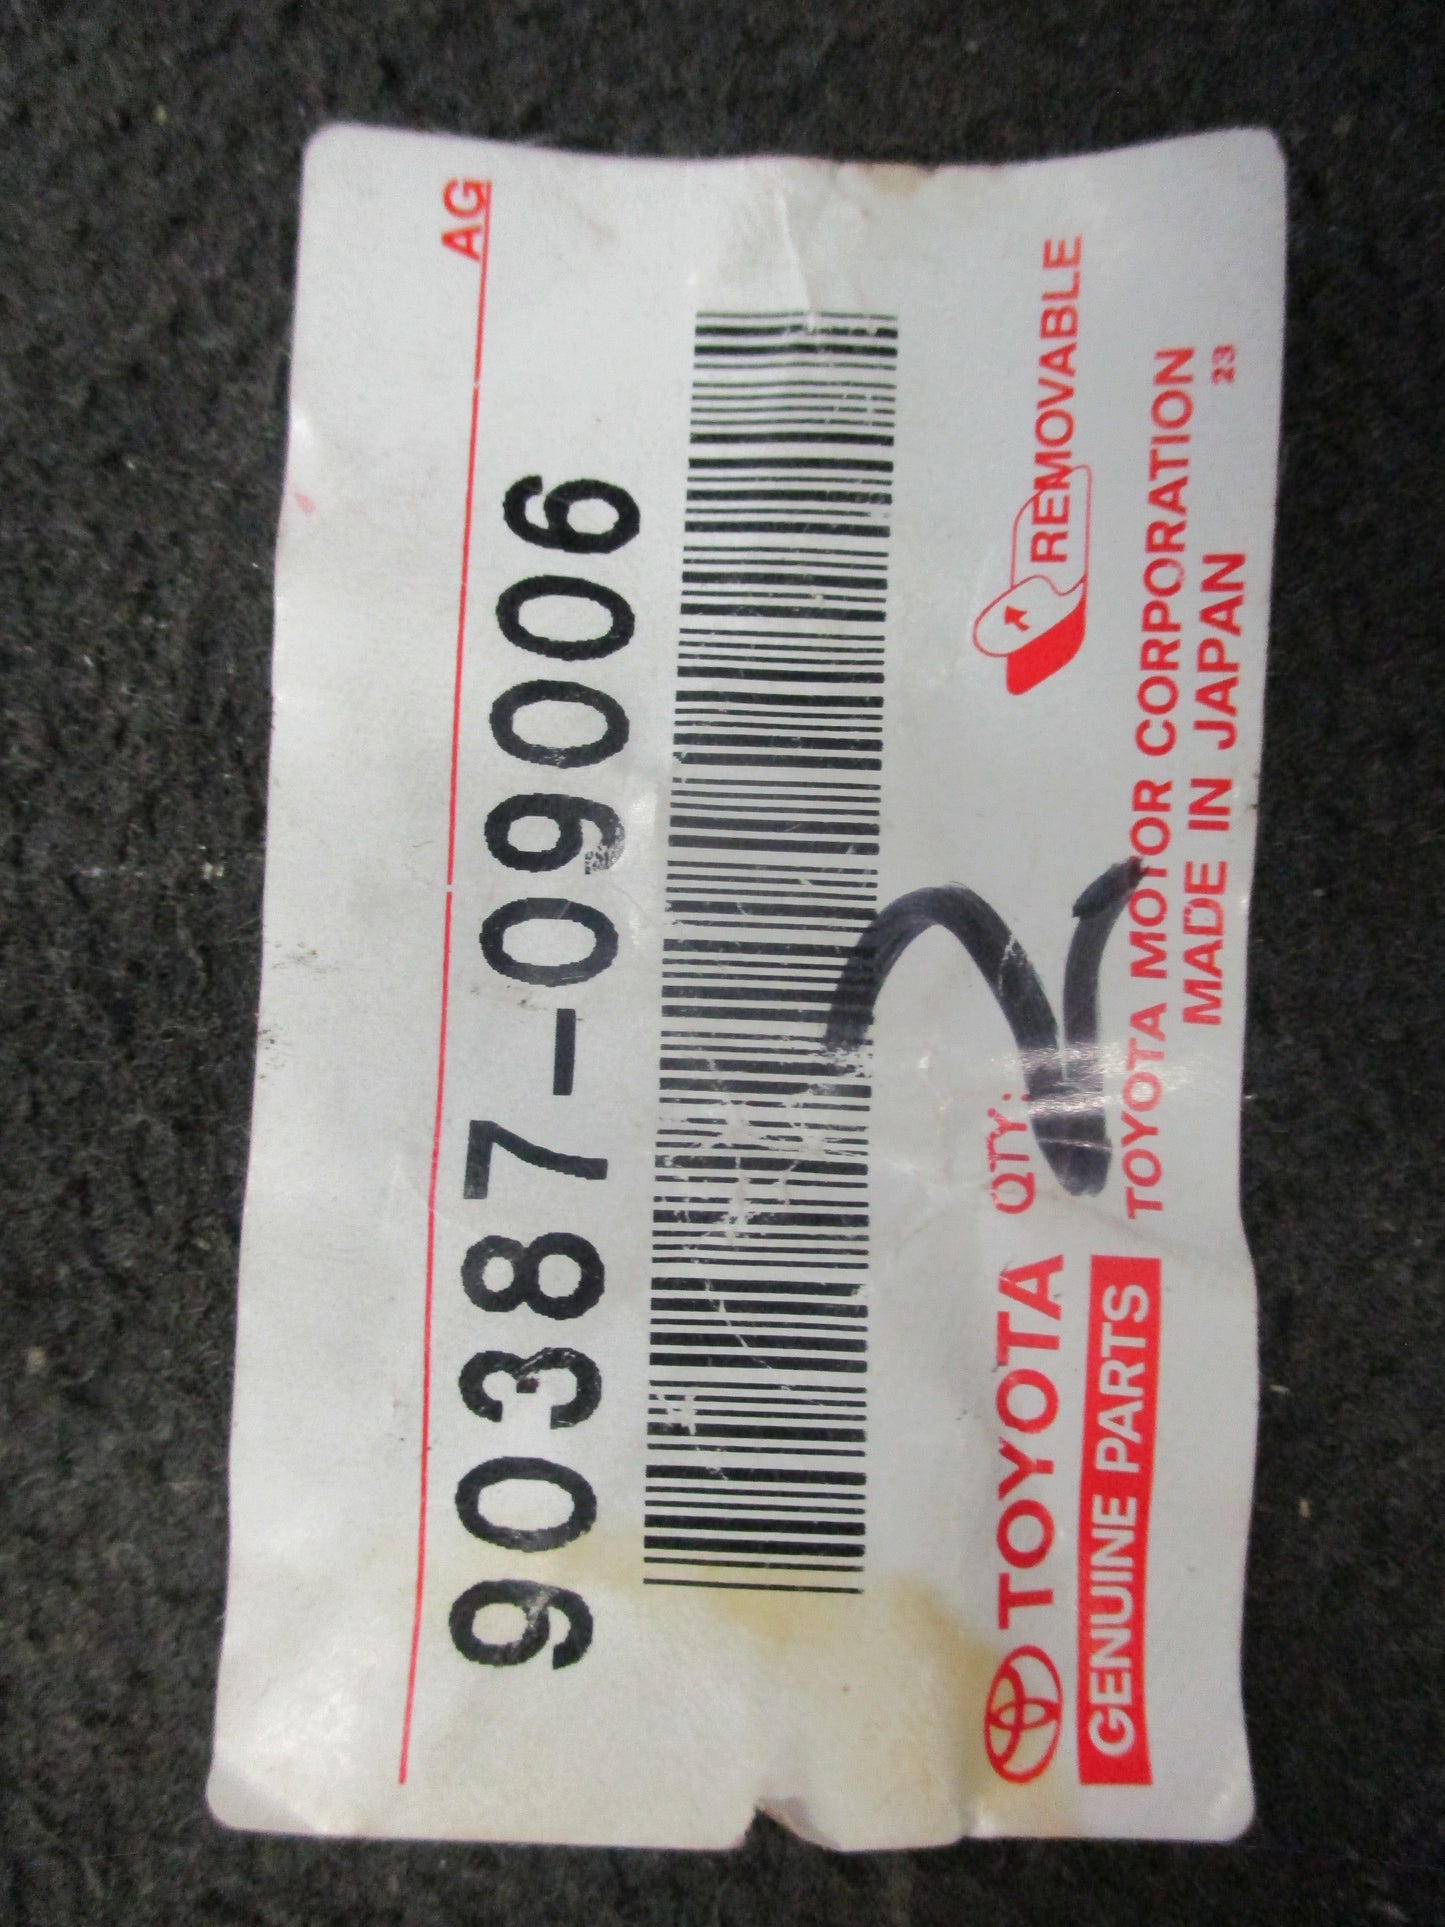 AG
90387-09006
REMOVABLE
TOYOTA QTY: 2
GENUINE PARTS
TOYOTA MOTOR CORPORATION
MADE IN JAPAN
23